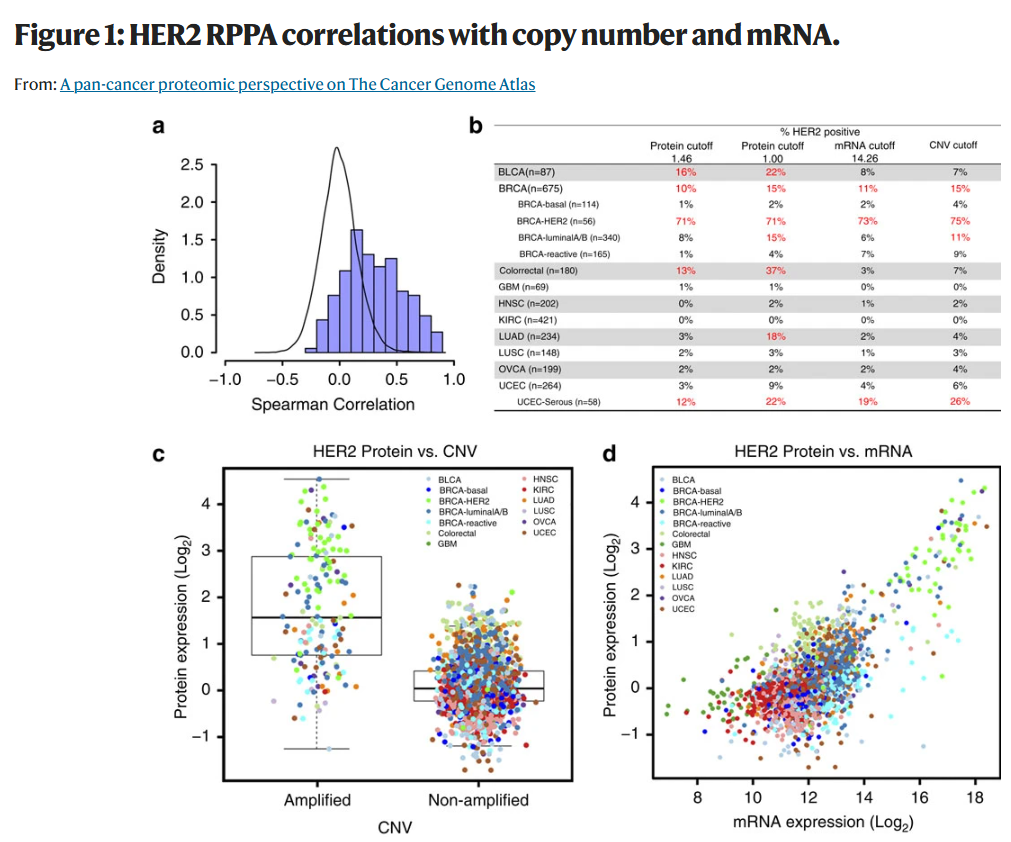 Figure 1: HER2 RPPA correlations with copy number and mRNA.
From: A pan-cancer proteomic perspective on The Cancer Genome Atlas
a
2.5
2.0
1.5
1.0
0.5
0.0
Density
−1.0 −0.5 0.0 0.5 1.0
Spearman Correlation
b
% HER2 positive
Protein cutoff 1.46 Protein cutoff 1.00 mRNA cutoff 14.26 CNV cutoff
BLCA(n=87) 16% 22% 8% 7%
BRCA(n=675) 10% 15% 11% 15%
BRCA-basal (n=114) 1% 2% 2% 4%
BRCA-HER2 (n=56) 71% 71% 73% 75%
BRCA-luminalA/B (n=340) 8% 15% 6% 11%
BRCA-reactive (n=165) 1% 4% 7% 9%
Colorrectal (n=180) 13% 37% 3% 7%
GBM (n=69) 1% 1% 0% 0%
HNSC (n=202) 0% 2% 1% 2%
KIRC (n=421) 0% 0% 0% 0%
LUAD (n=234) 3% 18% 2% 4%
LUSC (n=148) 2% 3% 1% 3%
OVCA (n=199) 2% 2% 2% 4%
UCEC (n=264) 3% 9% 4% 6%
UCEC-Serous (n=58) 12% 22% 19% 26%
c
HER2 Protein vs. CNV
BLCA
BRCA-basal
BRCA-HER2
BRCA-luminalA/B
BRCA-reactive
Colorectal
GBM
HNSC
KIRC
LUAD
LUSC
OVCA
UCEC
4
3
2
1
0
−1
Protein expression (Log2)
Amplified Non-amplified
CNV
d
HER2 Protein vs. mRNA
BLCA
BRCA-basal
BRCA-HER2
BRCA-luminalA/B
BRCA-reactive
Colorectal
GBM
HNSC
KIRC
LUAD
LUSC
OVCA
UCEC
4
3
2
1
0
−1
Protein expression (Log2)
8 10 12 14 16 18
mRNA expression (Log2)